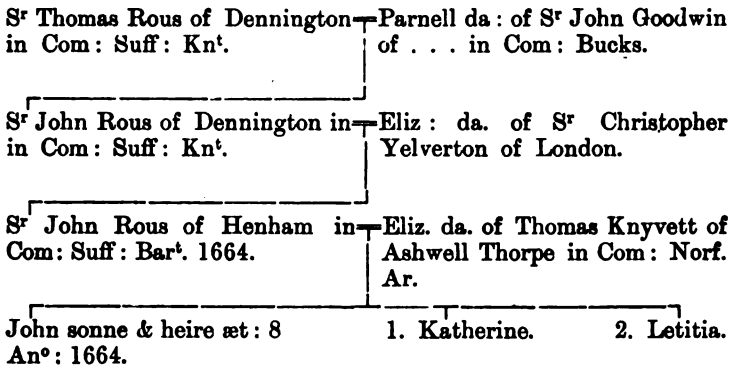 Sʳ Thomas Rous of Dennington
in Com: Suff: Knᵗ.
Parnell da: of Sʳ John Goodwin
of . . . in Com: Bucks.
Sʳ John Rous of Dennington in
in Com: Suff: Knᵗ.
Eliz: da. of Sʳ Christopher
Yelverton of London.
Sʳ John Rous of Henham in
Com: Suff: Barᵗ. 1664.
Eliz. da. of Thomas Knyvett of
Ashwell Thorpe in Com: Norf.
Ar.
John sonne & heire æt: 8
Anº: 1664.
1. Katherine.
2. Letitia.